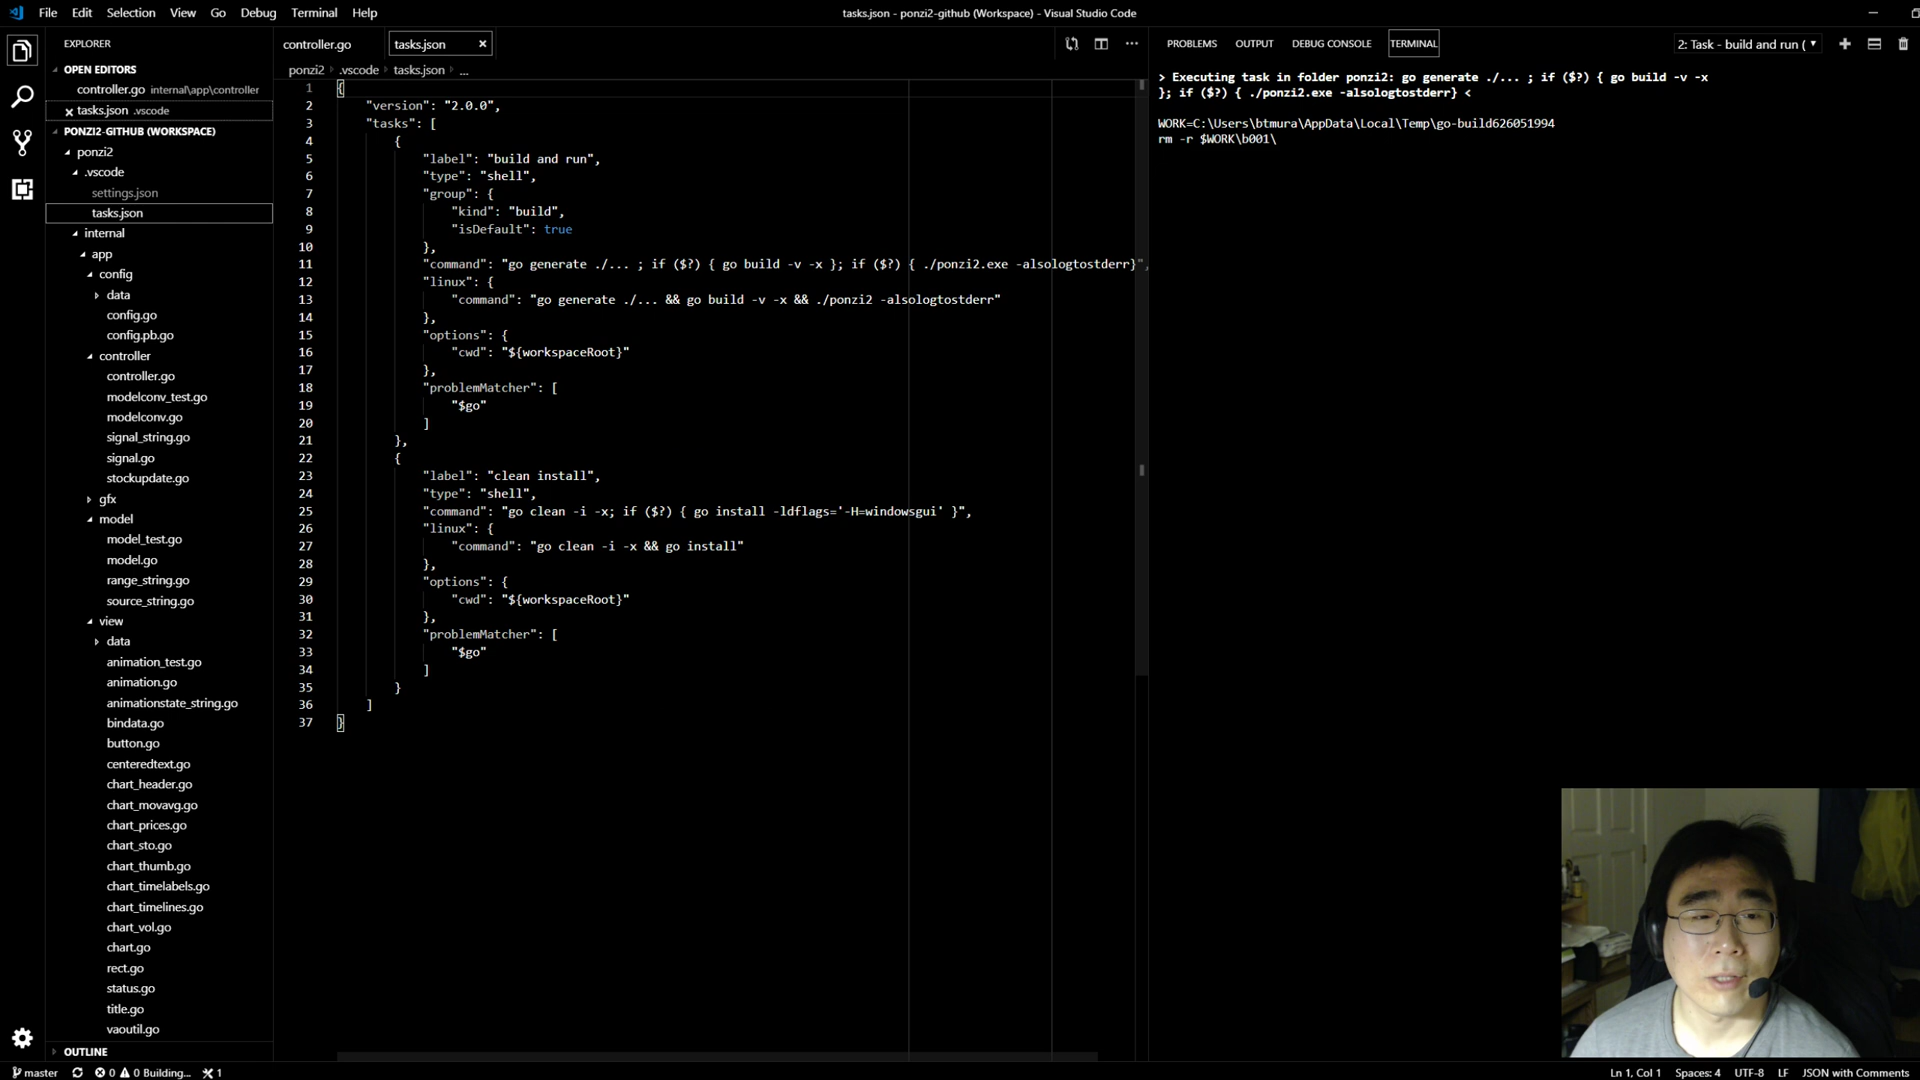 File Edit Selection View Go Debug Terminal Help
tasks.json - ponzi2-github (Workspace) - Visual Studio Code
EXPLORER
OPEN EDITORS
controller.go internal\app\controller
tasks.json .vscode
PONZI2-GITHUB (WORKSPACE)
ponzi2
.vscode
settings.json
tasks.json
internal
app
config
data
config.go
config.pb.go
controller
controller.go
modelconv_test.go
modelconv.go
signal_string.go
signal.go
stockupdate.go
gfx
model
model_test.go
model.go
range_string.go
source_string.go
view
data
animation_test.go
animation.go
animationstate_string.go
bindata.go
button.go
centeredtext.go
chart_header.go
chart_movavg.go
chart_prices.go
chart_sto.go
chart_thumb.go
chart_timelabels.go
chart_timelines.go
chart_vol.go
chart.go
rect.go
status.go
title.go
vaoutil.go
OUTLINE
controller.go tasks.json
ponzi2 .vscode tasks.json ...
1 {
2 "version": "2.0.0",
3 "tasks": [
4 {
5 "label": "build and run",
6 "type": "shell",
7 "group": {
8 "kind": "build",
9 "isDefault": true
10 },
11 "command": "go generate ./... ; if ($?) { go build -v -x }; if ($?) { ./ponzi2.exe -alsologtostderr}",
12 "linux": {
13 "command": "go generate ./... && go build -v -x && ./ponzi2 -alsologtostderr"
14 },
15 "options": {
16 "cwd": "${workspaceRoot}"
17 },
18 "problemMatcher": [
19 "$go"
20 ]
21 },
22 {
23 "label": "clean install",
24 "type": "shell",
25 "command": "go clean -i -x; if ($?) { go install -ldflags='-H=windowsgui' }",
26 "linux": {
27 "command": "go clean -i -x && go install"
28 },
29 "options": {
30 "cwd": "${workspaceRoot}"
31 },
32 "problemMatcher": [
33 "$go"
34 ]
35 }
36 ]
37 }
PROBLEMS OUTPUT DEBUG CONSOLE TERMINAL
2: Task - build and run (
> Executing task in folder ponzi2: go generate ./... ; if ($?) { go build -v -x
}; if ($?) { ./ponzi2.exe -alsologtostderr} <
WORK=C:\Users\btmura\AppData\Local\Temp\go-build626051994
rm -r $WORK\b001\
master 0 0 Building... 1
Ln 1, Col 1 Spaces: 4 UTF-8 LF JSON with Comments